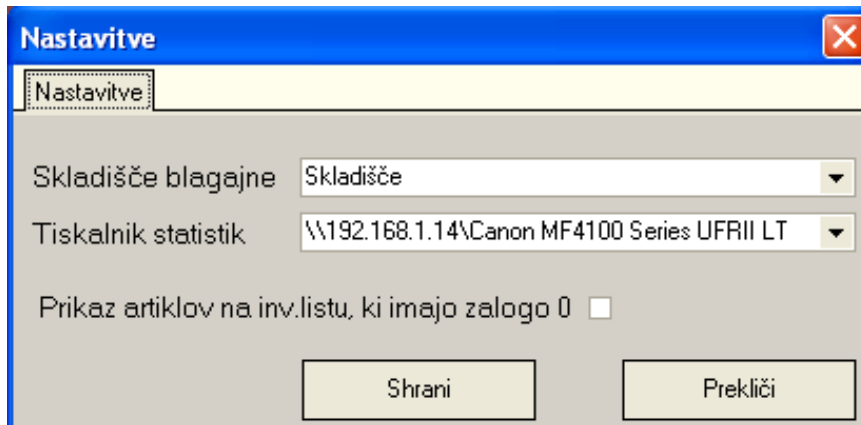 Nastavitve
Nastavitve
Skladišče blagajne Skladišče
Tiskalnik statistik \\192.168.1.14\Canon MF4100 Series UFRII LT
Prikaz artiklov na inv.listu, ki imajo zalogo 0
Shrani Prekliči